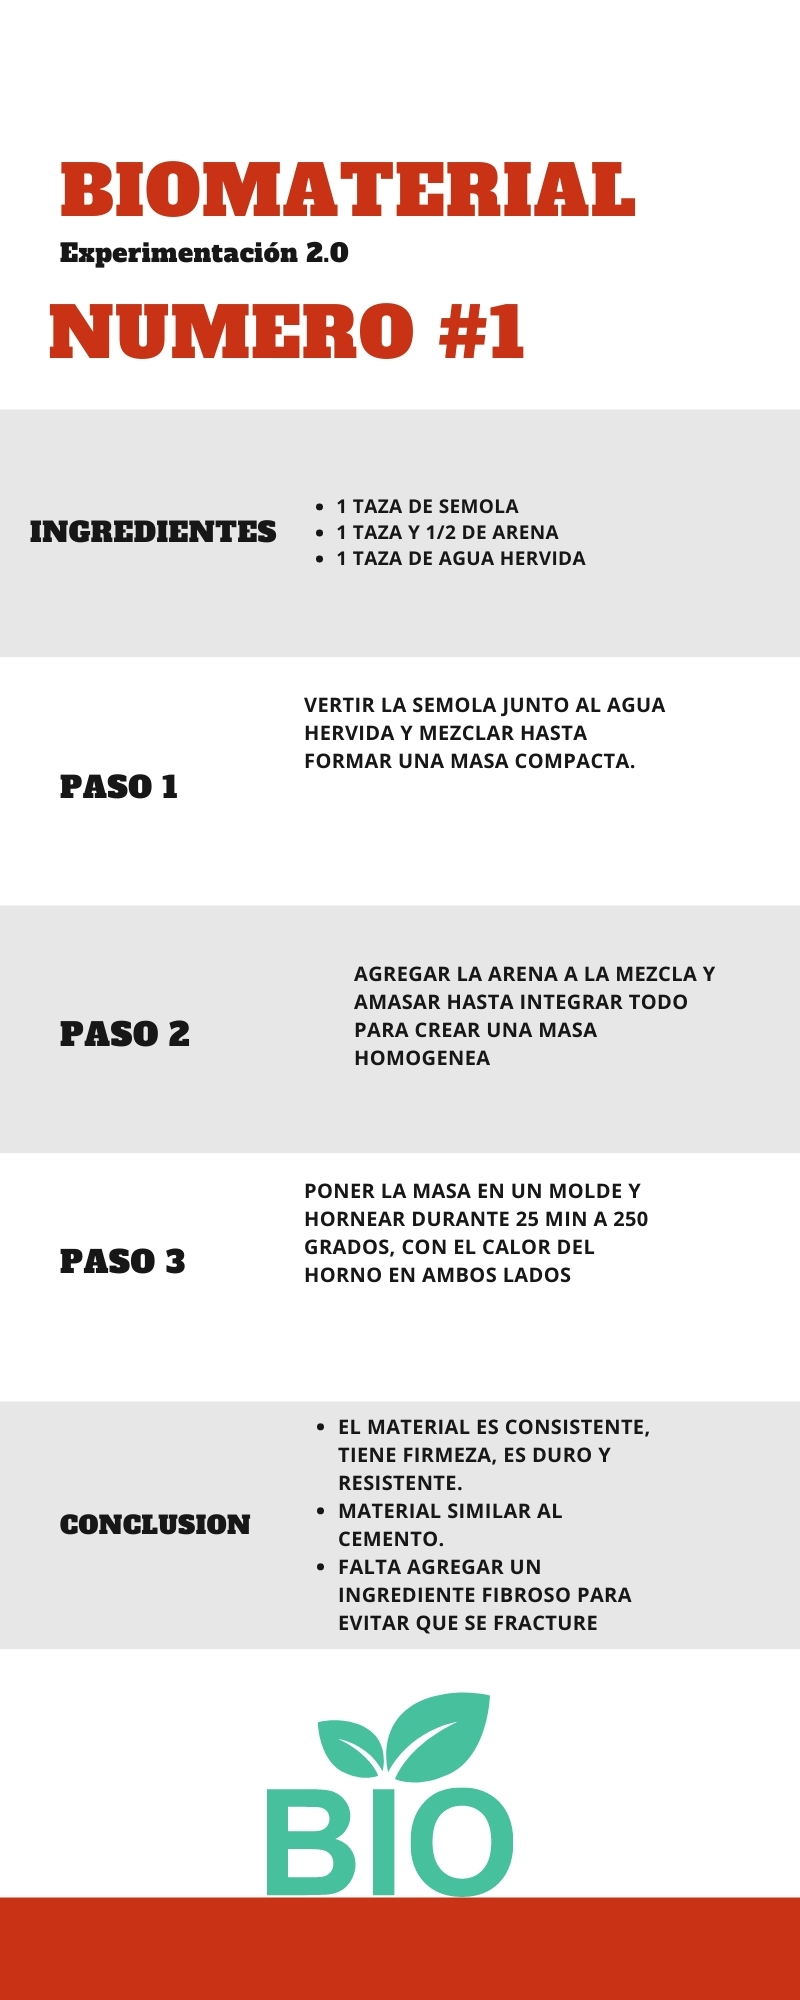 BIOMATERIAL
Experimentación 2.0
NUMERO #1
INGREDIENTES
• 1 TAZA DE SEMOLA
• 1 TAZA Y 1/2 DE ARENA
• 1 TAZA DE AGUA HERVIDA
PASO 1
VERTIR LA SEMOLA JUNTO AL AGUA
HERVIDA Y MEZCLAR HASTA
FORMAR UNA MASA COMPACTA.
PASO 2
AGREGAR LA ARENA A LA MEZCLA Y
AMASAR HASTA INTEGRAR TODO
PARA CREAR UNA MASA
HOMOGENEA
PASO 3
PONER LA MASA EN UN MOLDE Y
HORNEAR DURANTE 25 MIN A 250
GRADOS, CON EL CALOR DEL
HORNO EN AMBOS LADOS
CONCLUSION
• EL MATERIAL ES CONSISTENTE,
TIENE FIRMEZA, ES DURO Y
RESISTENTE.
• MATERIAL SIMILAR AL
CEMENTO.
• FALTA AGREGAR UN
INGREDIENTE FIBROSO PARA
EVITAR QUE SE FRACTURE
BIO